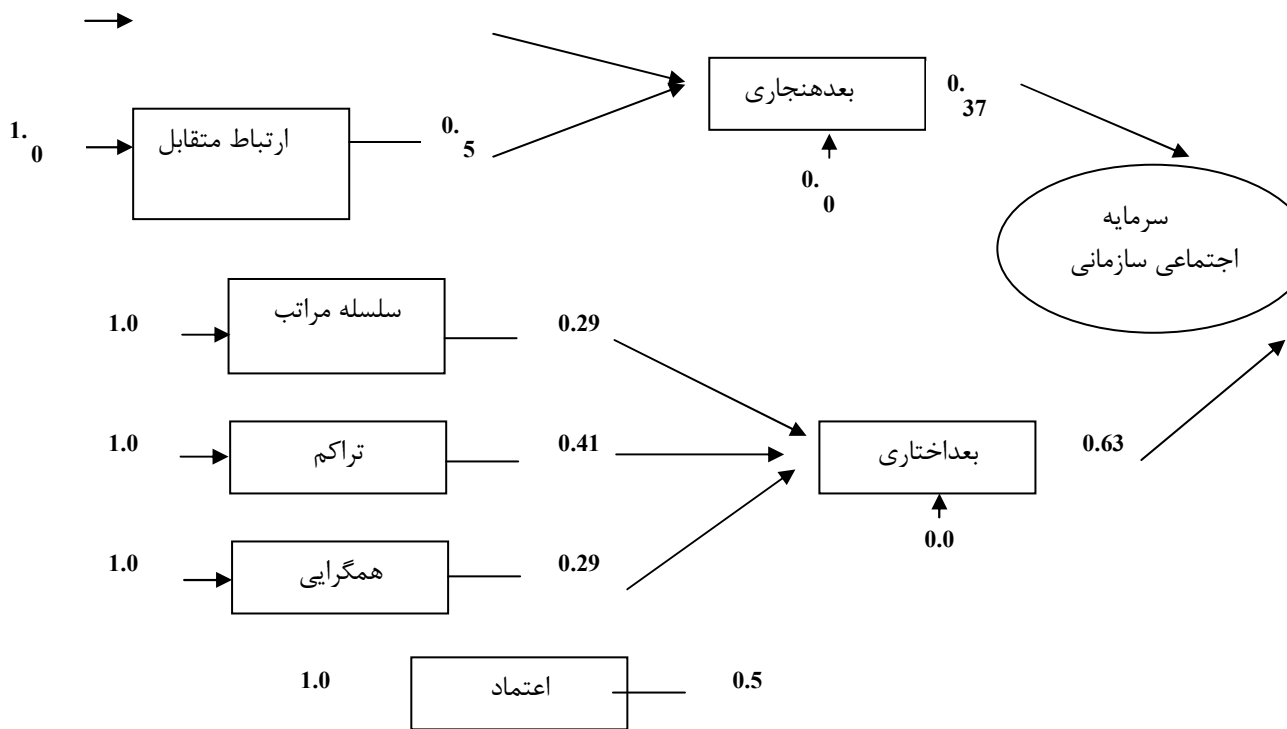 بعدهنجاری
0.
37
1.
0
ارتباط متقابل
0.
5
0.
0
سرمایه
اجتماعی سازمانی
1.0
سلسله مراتب
0.29
1.0
تراکم
0.41
بعداختاری
0.63
0.0
1.0
همگرایی
0.29
1.0
اعتماد
0.5